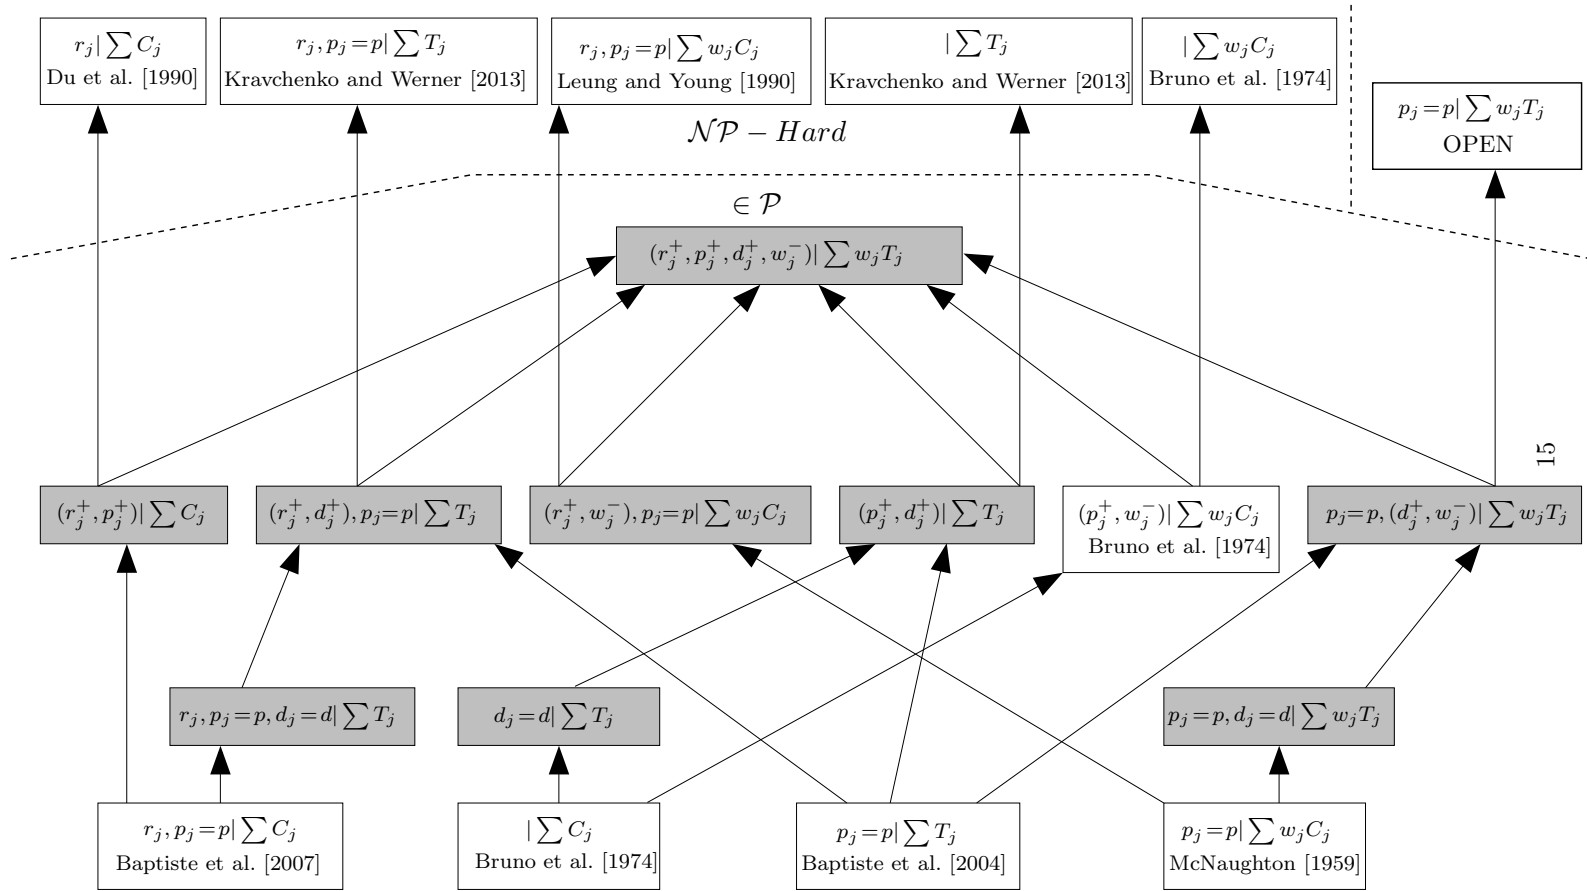 r_j| ∑ C_j
Du et al. [1990]
r_j, p_j = p| ∑ T_j
Kravchenko and Werner [2013]
r_j, p_j = p| ∑ w_jC_j
Leung and Young [1990]
| ∑ T_j
Kravchenko and Werner [2013]
| ∑ w_jC_j
Bruno et al. [1974]
p_j = p| ∑ w_jT_j
OPEN
𝒩𝒫 − Hard
∈ 𝒫
(r_j^+, p_j^+, d_j^+, w_j^-)| ∑ w_jT_j
15
(r_j^+, p_j^+)| ∑ C_j
(r_j^+, d_j^+), p_j = p| ∑ T_j
(r_j^+, w_j^-), p_j = p| ∑ w_jC_j
(p_j^+, d_j^+)| ∑ T_j
(p_j^+, w_j^-)| ∑ w_jC_j
Bruno et al. [1974]
p_j = p, (d_j^+, w_j^-)| ∑ w_jT_j
r_j, p_j = p, d_j = d| ∑ T_j
d_j = d| ∑ T_j
p_j = p, d_j = d| ∑ w_jT_j
r_j, p_j = p| ∑ C_j
Baptiste et al. [2007]
| ∑ C_j
Bruno et al. [1974]
p_j = p| ∑ T_j
Baptiste et al. [2004]
p_j = p| ∑ w_jC_j
McNaughton [1959]